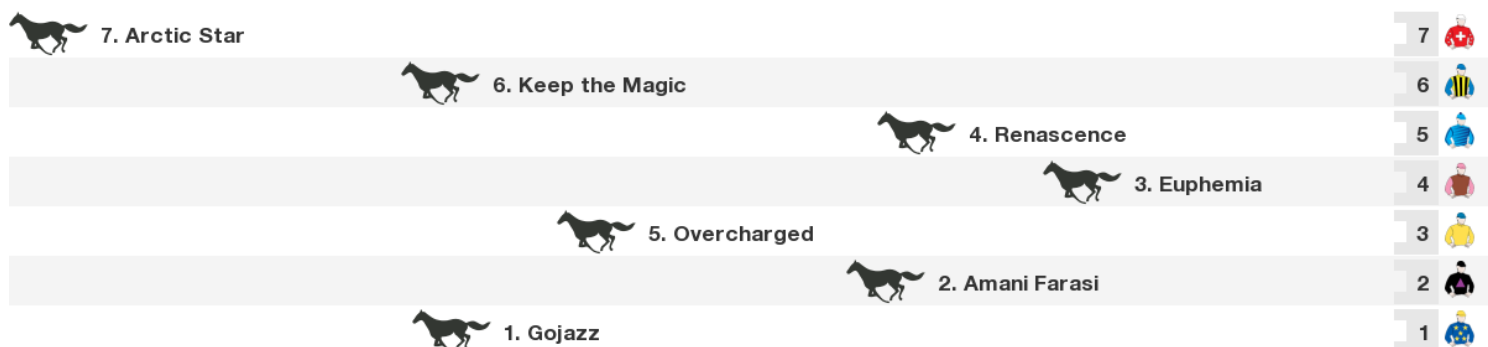 7. Arctic Star 7
6. Keep the Magic 6
4. Renascence 5
3. Euphemia 4
5. Overcharged 3
2. Amani Farasi 2
1. Gojazz 1